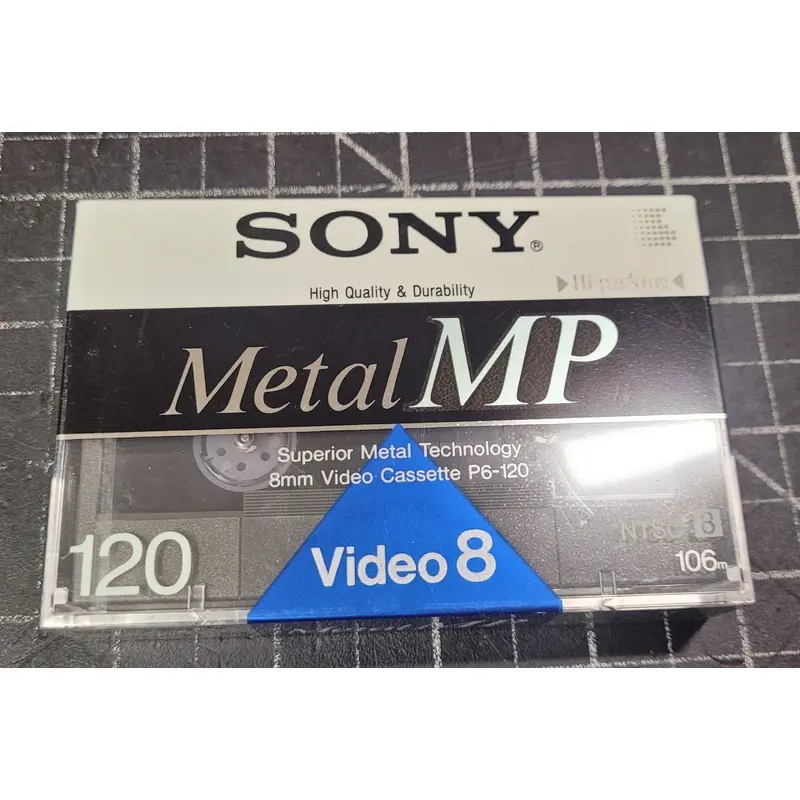 SONY®
High Quality & Durability
▶Hi-packing◀
Metal MP
Superior Metal Technology
8mm Video Cassette P6-120
Video 8
120
NTSC 8
106m